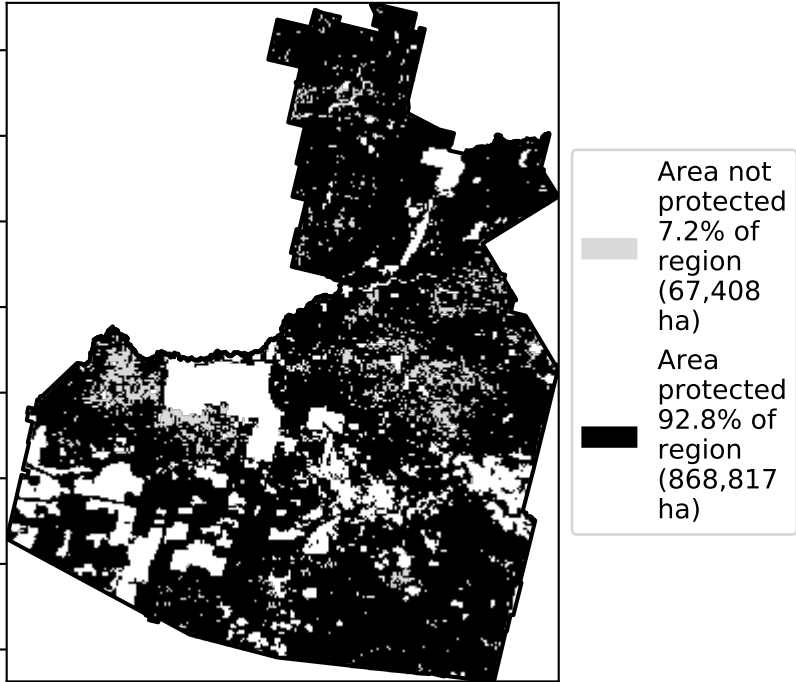 Area not
protected
7.2% of
region
(67,408
ha)
Area
protected
92.8% of
region
(868,817
ha)